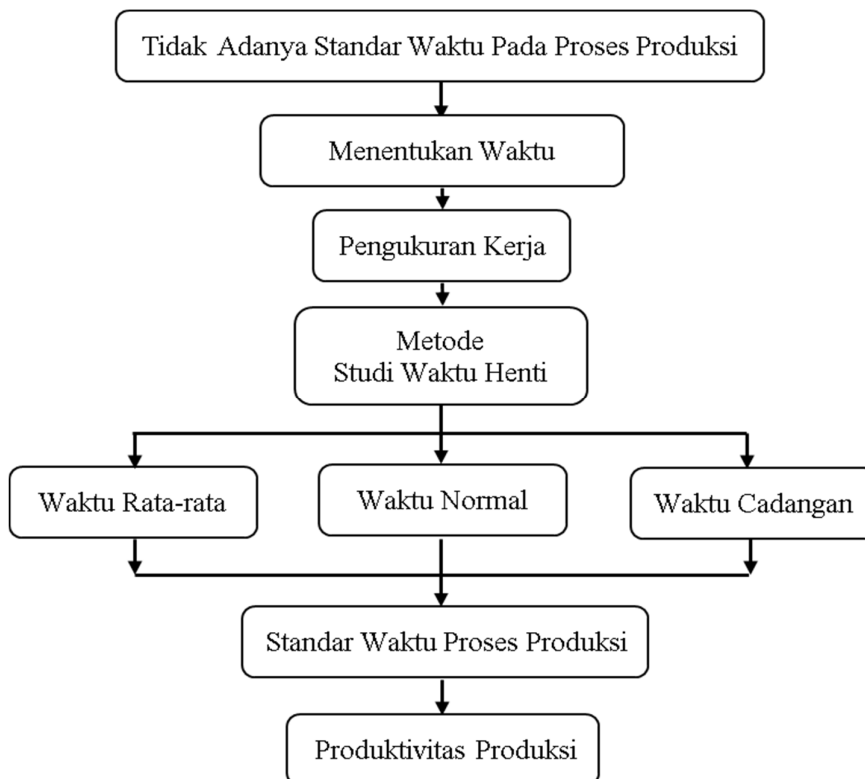 Tidak Adanya Standar Waktu Pada Proses Produksi
Menentukan Waktu
Pengukuran Kerja
Metode
Studi Waktu Henti
Waktu Rata-rata
Waktu Normal
Waktu Cadangan
Standar Waktu Proses Produksi
Produktivitas Produksi